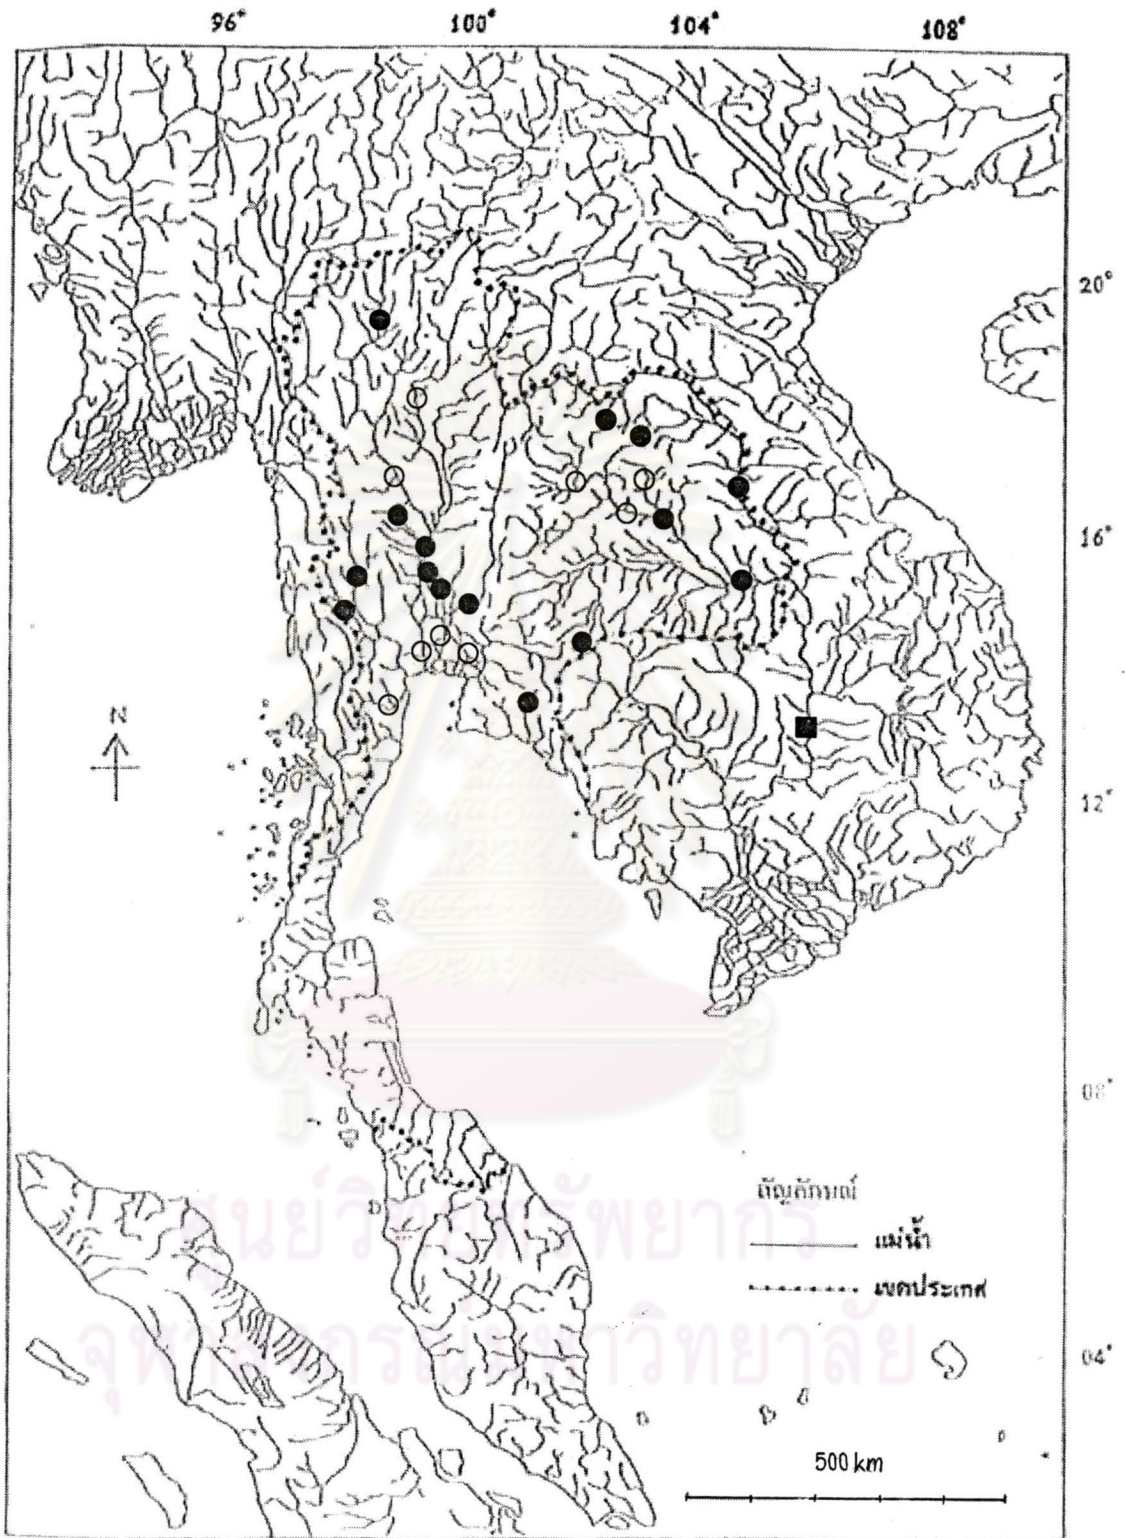 96° 100° 104° 108°
20°
16°
N
12°
08°
สัญลักษณ์
แม่น้ำ
เขตประเทศ
04°
500 km
ศูนย์วิทยทรัพยากร
จุฬาลงกรณ์มหาวิทยาลัย